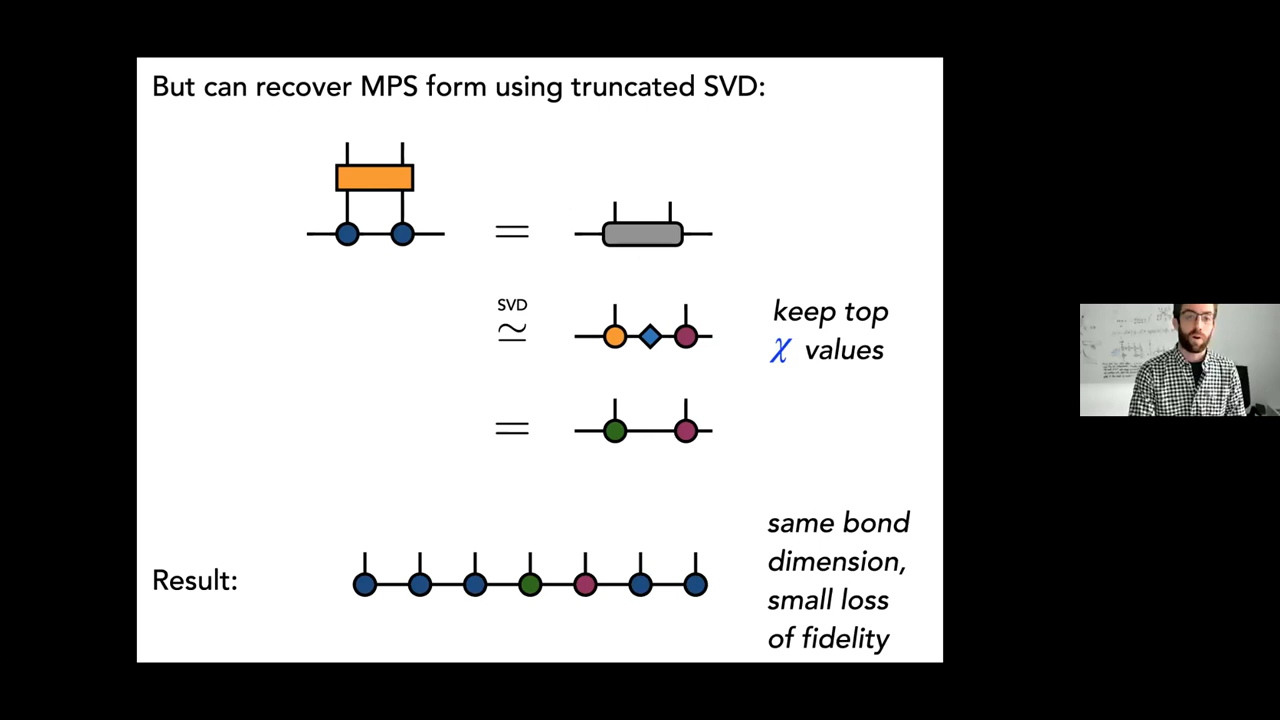 But can recover MPS form using truncated SVD:
=
SVD
≃
keep top
χ values
=
same bond
dimension,
small loss
of fidelity
Result: